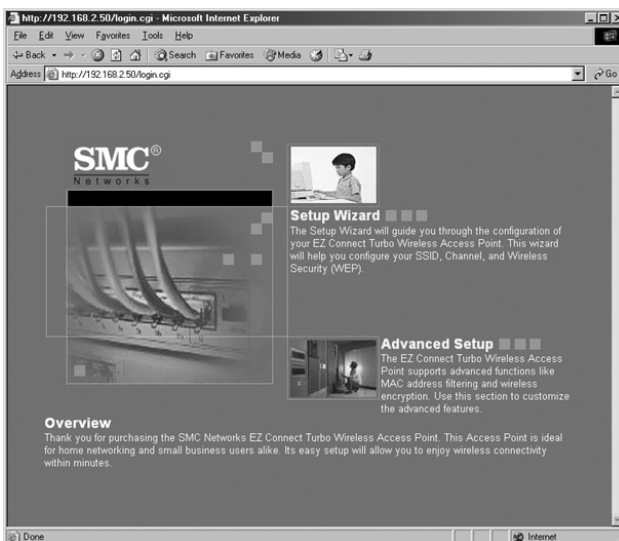 http://192.168.2.50/login.cgi - Microsoft Internet Explorer
File Edit View Favorites Tools Help
Back Search Favorites Media
Address http://192.168.2.50/login.cgi Go
SMC®
Networks
Setup Wizard
The Setup Wizard will guide you through the configuration of
your EZ Connect Turbo Wireless Access Point. This wizard
will help you configure your SSID, Channel, and Wireless
Security (WEP).
Advanced Setup
The EZ Connect Turbo Wireless Access
Point supports advanced functions like
MAC address filtering and wireless
encryption. Use this section to customize
the advanced features.
Overview
Thank you for purchasing the SMC Networks EZ Connect Turbo Wireless Access Point. This Access Point is ideal
for home networking and small business users alike. Its easy setup will allow you to enjoy wireless connectivity
within minutes.
Done Internet